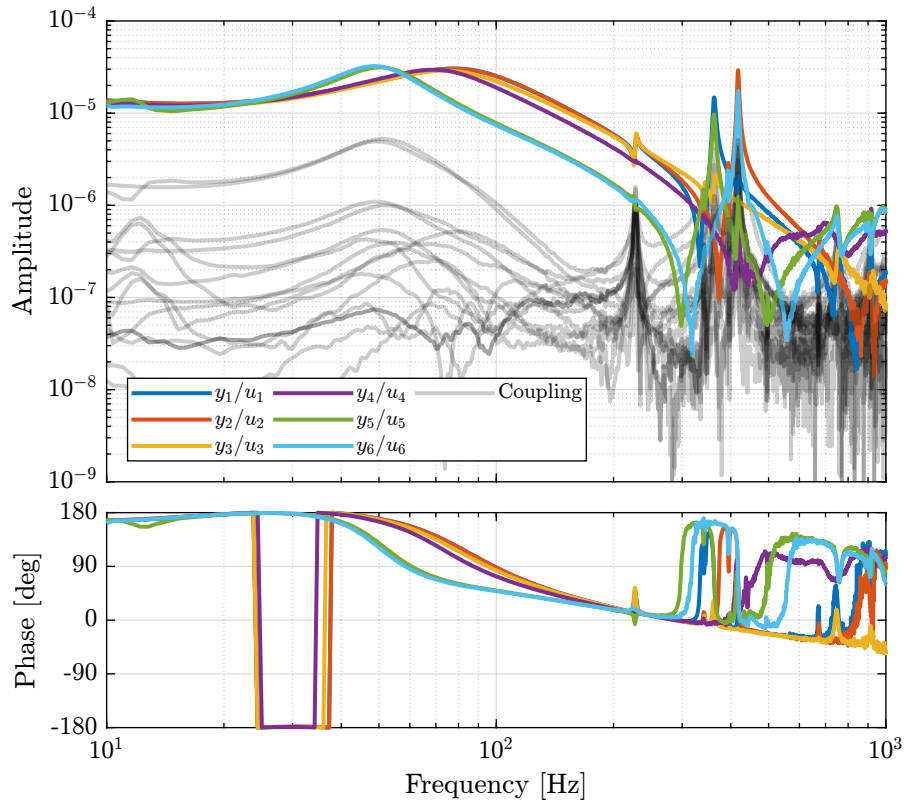 10^-4
10^-5
10^-6
10^-7
10^-8
10^-9
Amplitude
y_1/u_1 y_4/u_4 Coupling
y_2/u_2 y_5/u_5
y_3/u_3 y_6/u_6
180
90
0
-90
-180
Phase [deg]
10^1 10^2 10^3
Frequency [Hz]